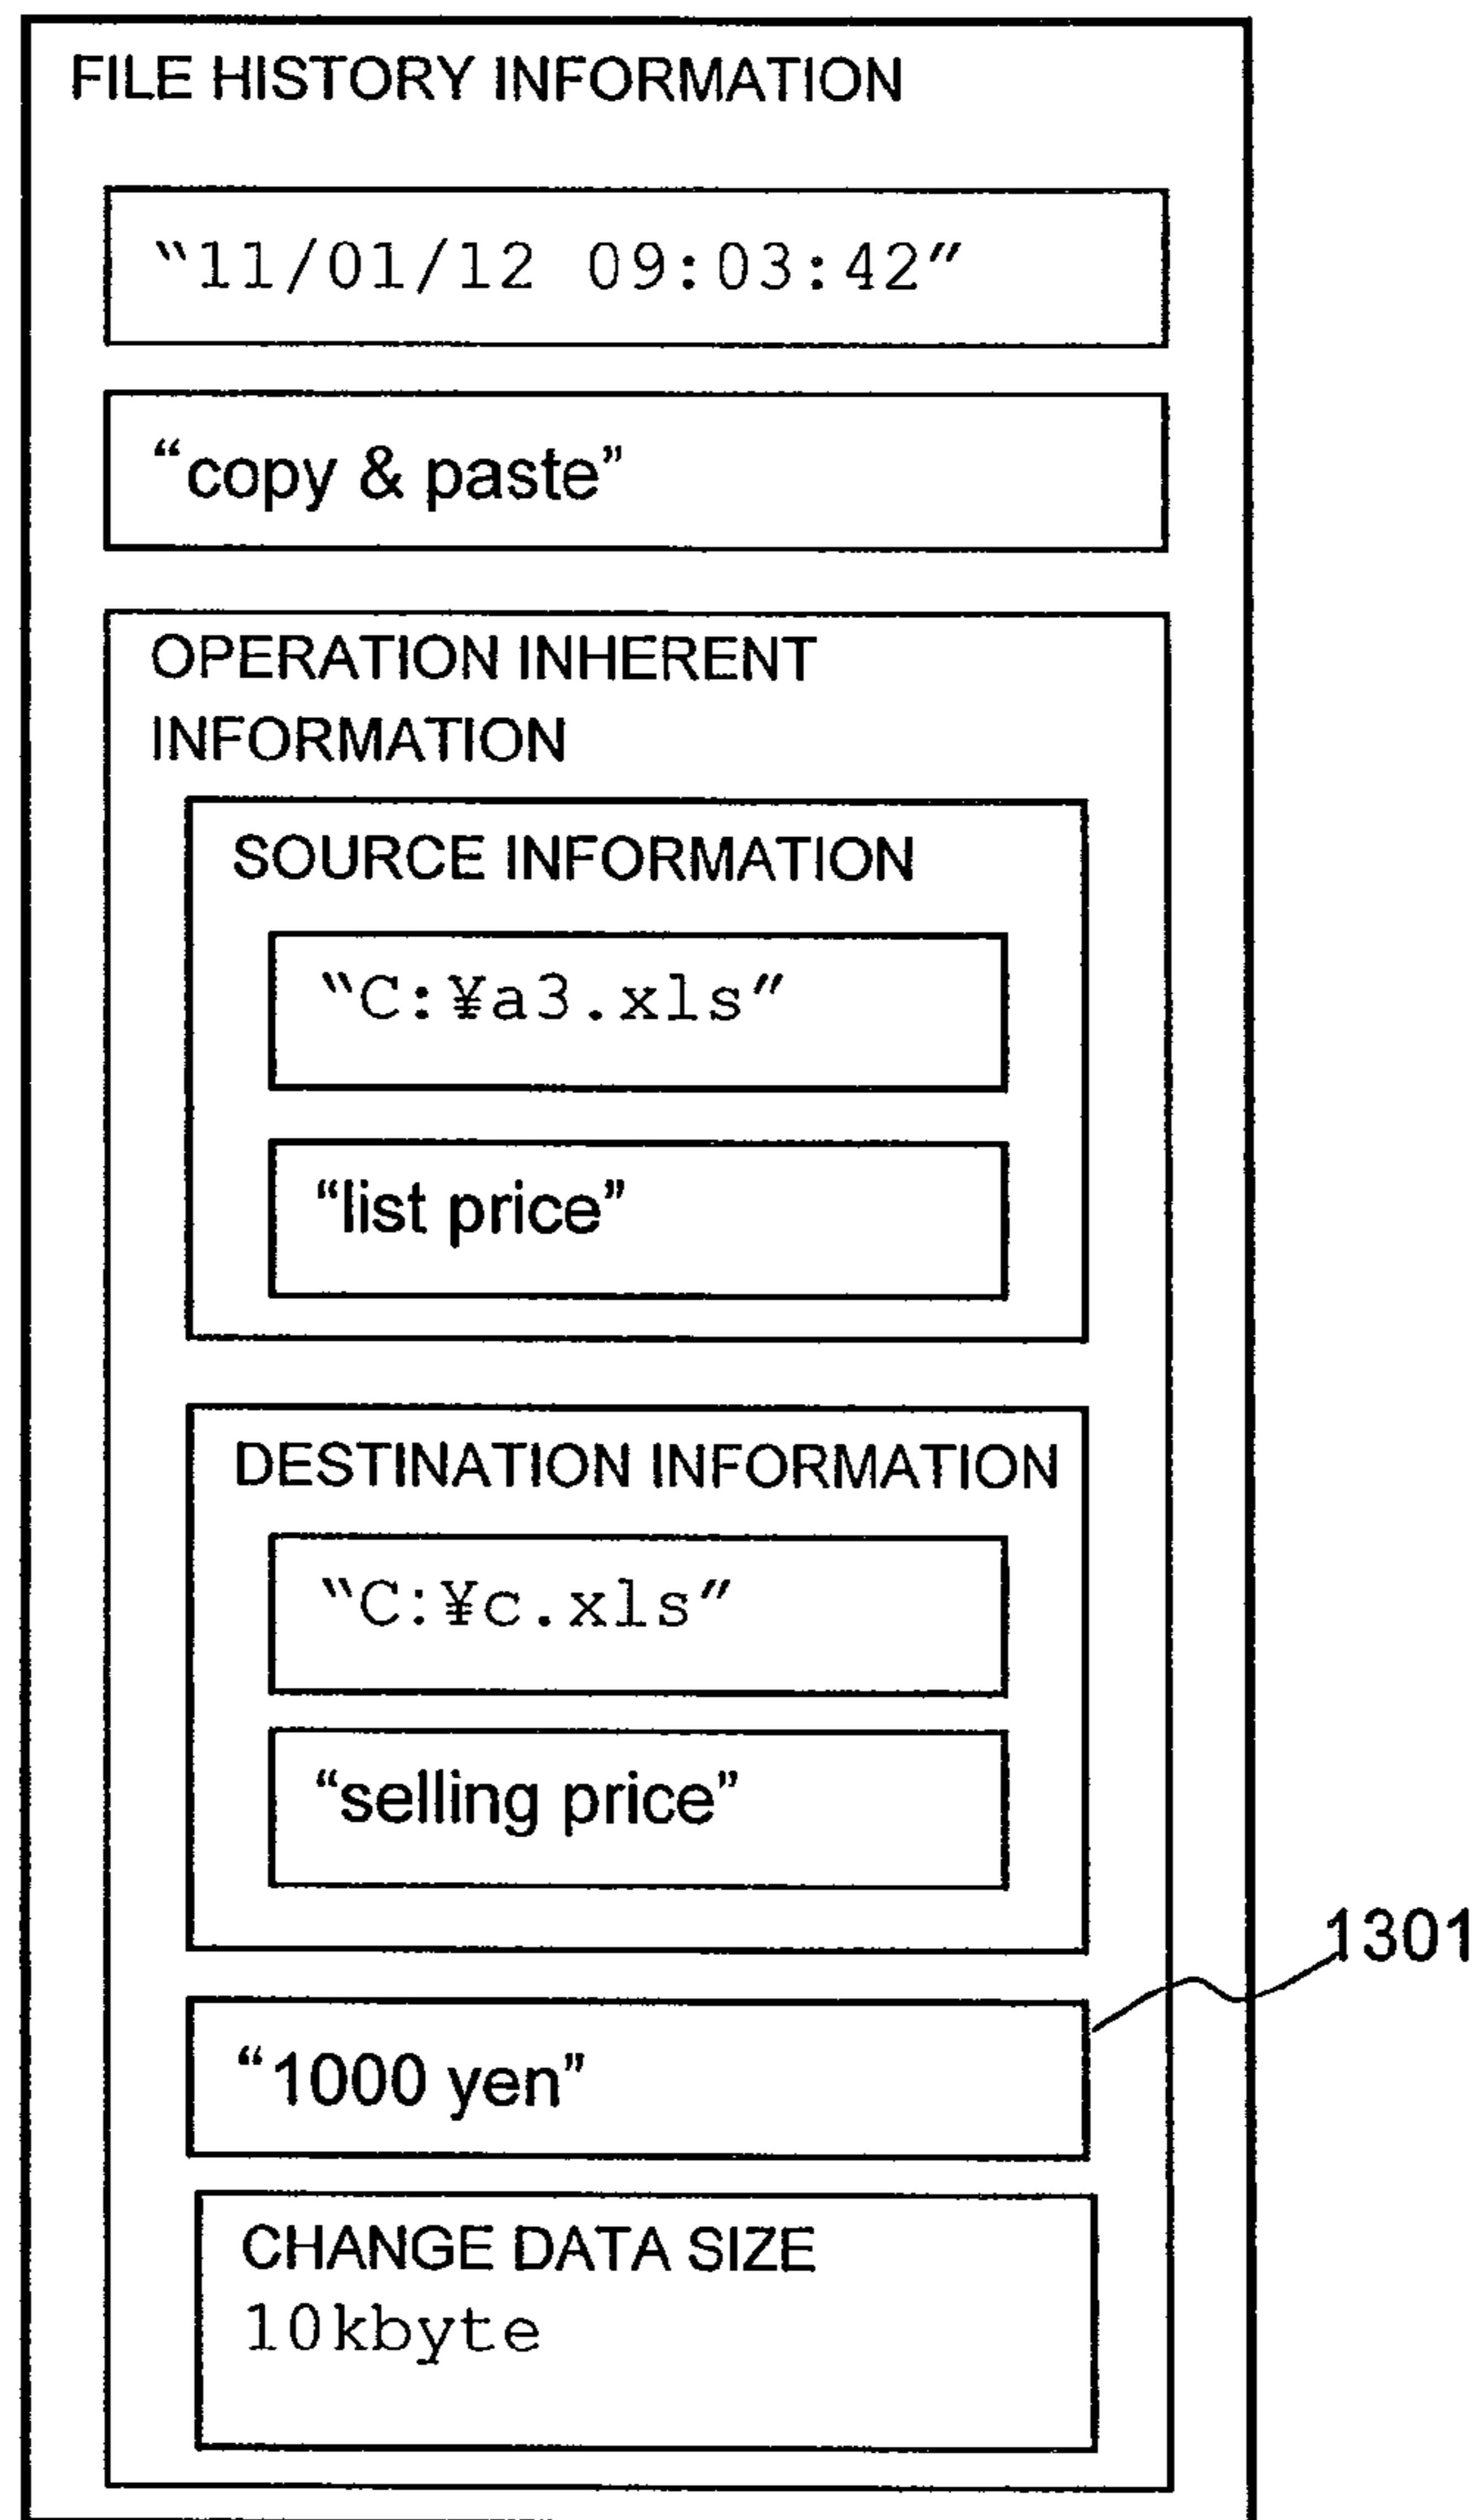 FILE HISTORY INFORMATION
“11/01/12 09:03:42”
“copy & paste”
OPERATION INHERENT
INFORMATION
SOURCE INFORMATION
“C:¥a3.xls”
“list price”
DESTINATION INFORMATION
“C:¥c.xls”
“selling price”
1301
“1000 yen”
CHANGE DATA SIZE
10kbyte